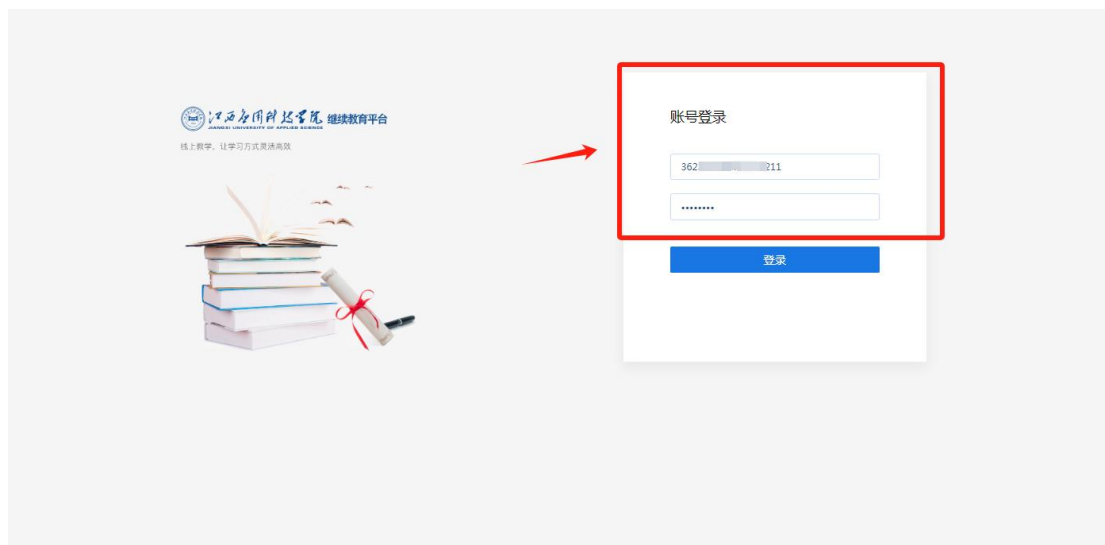 江西应用科技学院 继续教育平台
JIANGXI UNIVERSITY OF APPLIED SCIENCE
线上教学，让学习方式灵活高效
账号登录
362 211
••••••••
登录